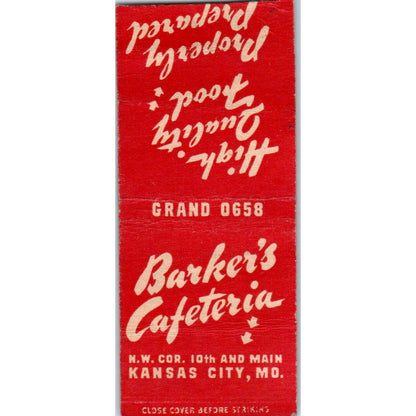 High
Quality
Food
Properly
Prepared
GRAND 0658
Barker's
Cafeteria
N.W. COR. 10th AND MAIN
KANSAS CITY, MO.
CLOSE COVER BEFORE STRIKING